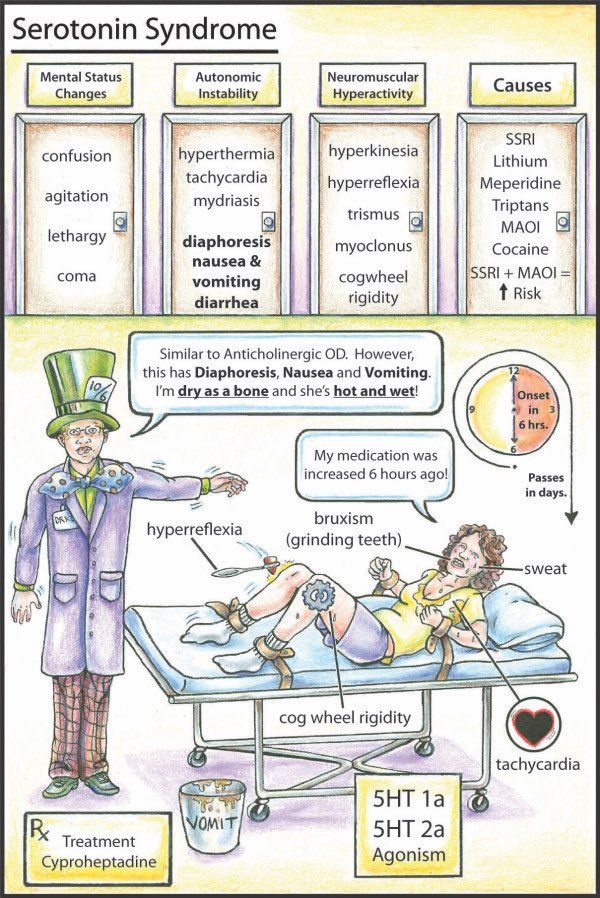 Serotonin Syndrome
Mental Status
Changes
confusion
agitation
lethargy
coma
Autonomic
Instability
hyperthermia
tachycardia
mydriasis
diaphoresis
nausea &
vomiting
diarrhea
Neuromuscular
Hyperactivity
hyperkinesia
hyperreflexia
trismus
myoclonus
cogwheel
rigidity
Causes
SSRI
Lithium
Meperidine
Triptans
MAOI
Cocaine
SSRI + MAOI =
↑ Risk
Similar to Anticholinergic OD. However,
this has Diaphoresis, Nausea and Vomiting.
I'm dry as a bone and she's hot and wet!
10/6
12
9
3
6
Onset
in
6 hrs.
Passes
in days.
My medication was
increased 6 hours ago!
hyperreflexia
bruxism
(grinding teeth)
sweat
cog wheel rigidity
tachycardia
VOMIT
5HT 1a
5HT 2a
Agonism
Rx
Treatment
Cyproheptadine